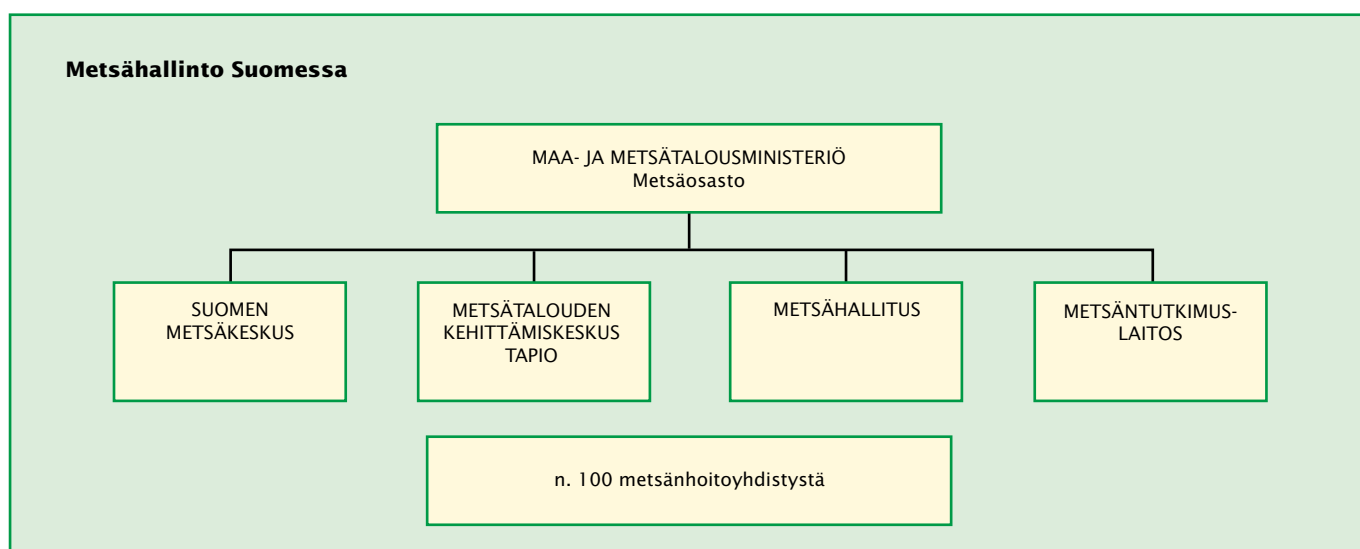 Metsähallinto Suomessa
MAA- JA METSÄTALOUSMINISTERIÖ
Metsäosasto
SUOMEN
METSÄKESKUS
METSÄTALOUDEN
KEHITTÄMISKESKUS
TAPIO
METSÄHALLITUS
METSÄNTUTKIMUS-
LAITOS
n. 100 metsänhoitoyhdistystä